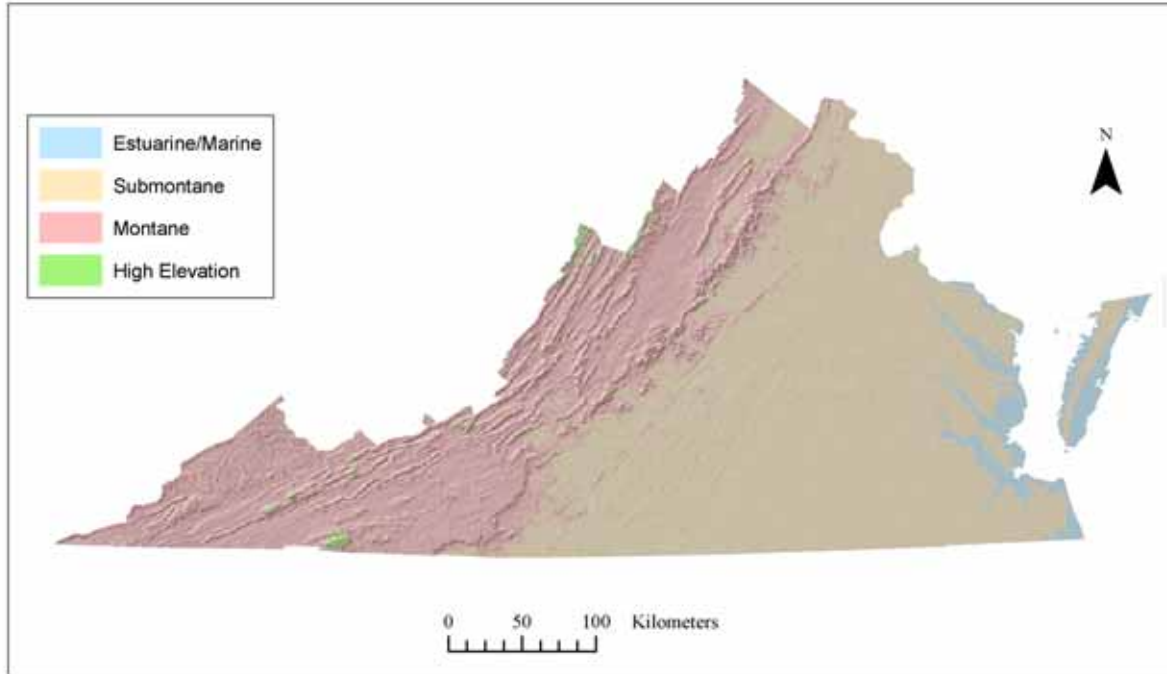 Estuarine/Marine
Submontane
Montane
High Elevation
N
0 50 100 Kilometers